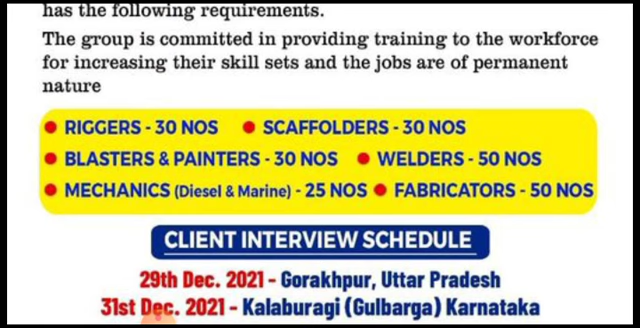 has the following requirements.
The group is committed in providing training to the workforce
for increasing their skill sets and the jobs are of permanent
nature
RIGGERS - 30 NOS SCAFFOLDERS - 30 NOS
BLASTERS & PAINTERS - 30 NOS WELDERS - 50 NOS
MECHANICS (Diesel & Marine) - 25 NOS FABRICATORS - 50 NOS
CLIENT INTERVIEW SCHEDULE
29th Dec. 2021 - Gorakhpur, Uttar Pradesh
31st Dec. 2021 - Kalaburagi (Gulbarga) Karnataka